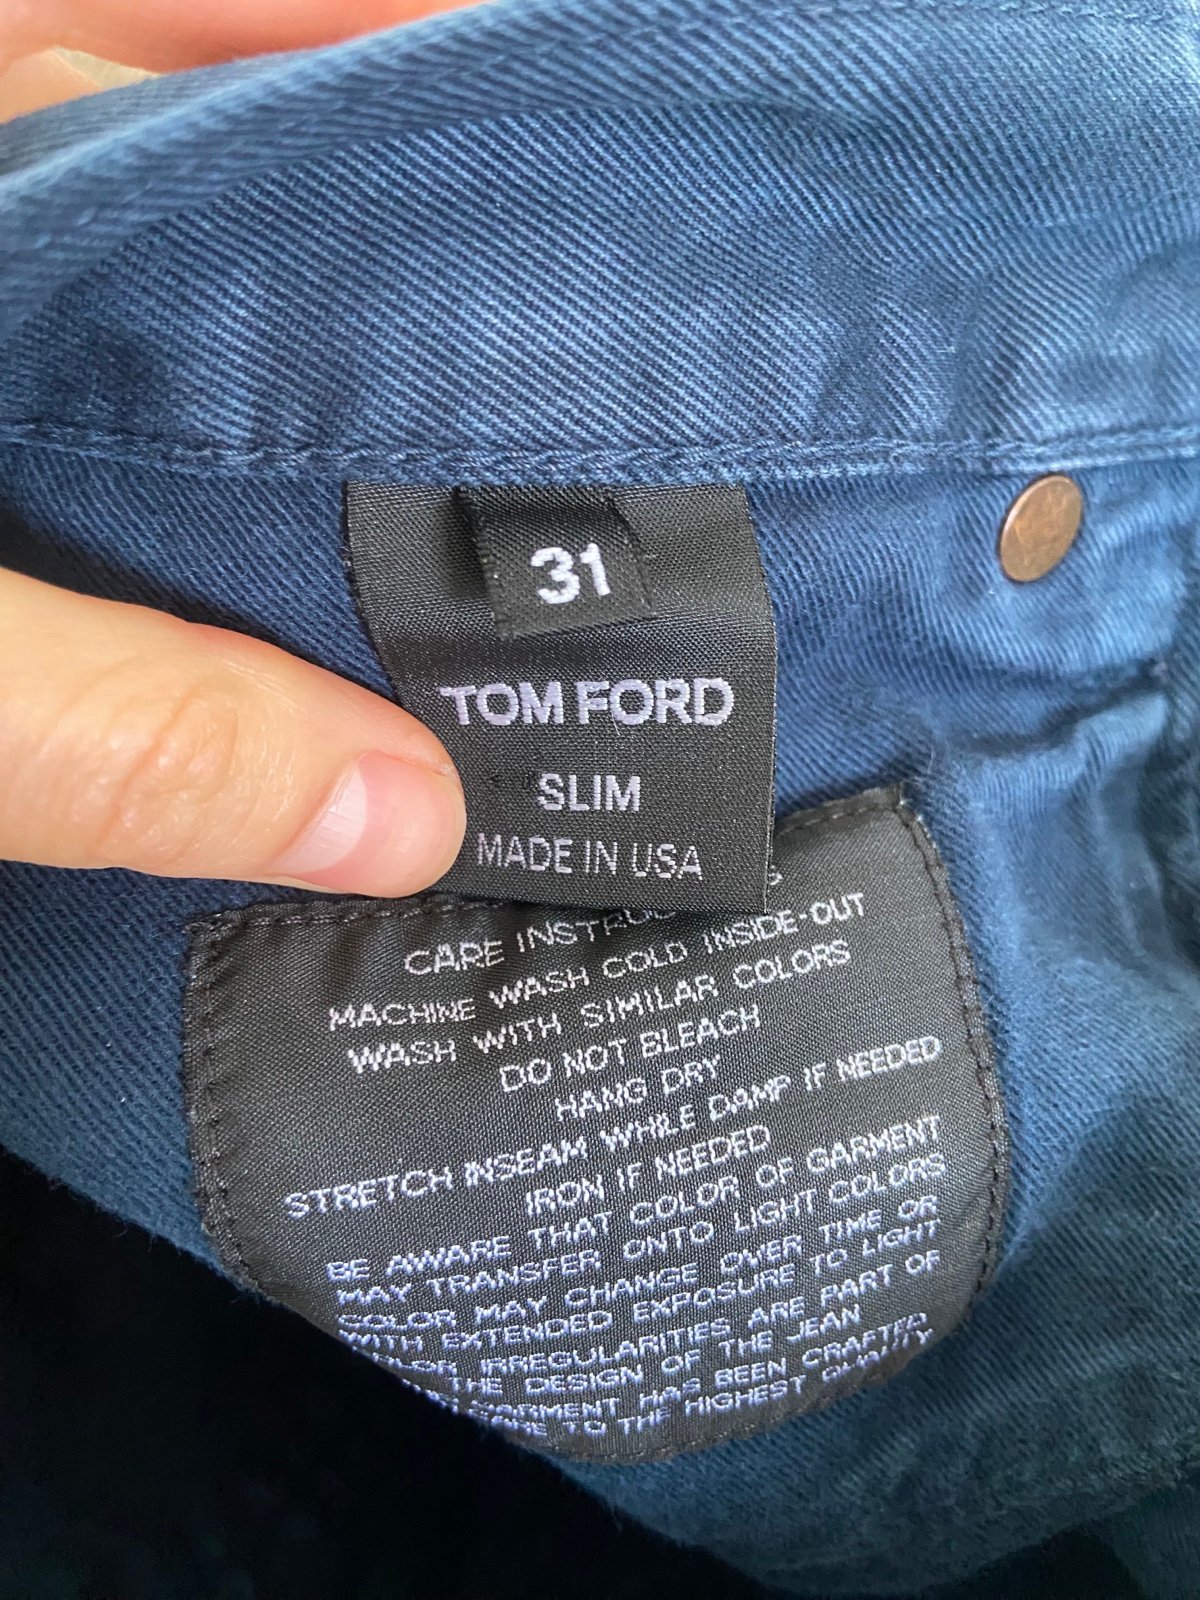 31
TOM FORD
SLIM
MADE IN USA
CARE
MACHINE WASH COLD INSIDE-OUT
WASH WITH SIMILAR COLORS
DO NOT BLEACH
HANG DRY
STRETCH INSEAM WHILE DAMP IF NEEDED
IRON IF NEEDED
BE AWARE THAT COLOR OF GARMENT
MAY TRANSFER ONTO LIGHT COLORS
COLOR MAY CHANGE OVER TIME OR
WITH EXTENDED EXPOSURE TO LIGHT
COLOR IRREGULARITIES ARE PART OF
THE DESIGN OF THE JEAN
GARMENT HAS BEEN CRAFTED
TO THE HIGHEST QUALITY